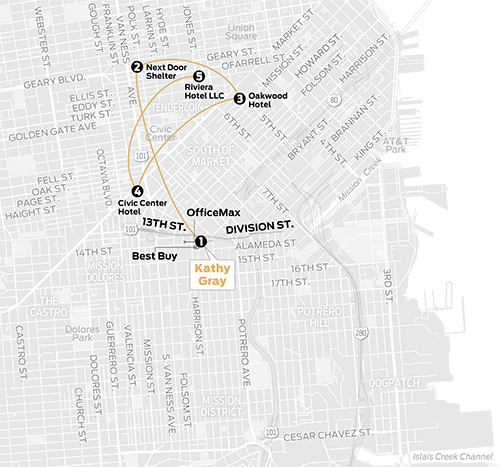 WEBSTER ST.
GOUGH ST.
FRANKLIN ST.
VAN NESS
AVE.
POLK ST.
LARKIN ST.
HYDE ST.
JONES ST.
Union
Square
GEARY ST.
OFARRELL ST.
MARKET ST.
MISSION ST.
HOWARD ST.
FOLSOM ST.
HARRISON ST.
2
Next Door
Shelter
5
Riviera
Hotel LLC
3
Oakwood
Hotel
GEARY BLVD.
ELLIS ST.
EDDY ST.
TURK ST.
GOLDEN GATE AVE.
TENDERLOIN
Civic
Center
101
80
6TH ST.
5TH ST.
BRYANT ST.
4TH ST.
BRANNAN ST.
KING ST.
AT&T
Park
Mission Creek
SOUTH OF
MARKET
OCTAVIA BLVD.
FELL ST.
OAK ST.
PAGE ST.
HAIGHT ST.
4
Civic Center
Hotel
7TH ST.
OfficeMax
101
13TH ST.
DIVISION ST.
1
Kathy
Gray
Best Buy
ALAMEDA ST.
15TH ST.
16TH ST.
17TH ST.
14TH ST.
MISSION
DOLORES
THE
CASTRO
Dolores
Park
CASTRO ST.
CHURCH ST.
DOLORES ST.
GUERRERO ST.
VALENCIA ST.
MISSION ST.
S. VAN NESS AVE.
FOLSOM ST.
HARRISON ST.
POTRERO AVE.
POTRERO
HILL
3RD ST.
280
DOGPATCH
MISSION
DISTRICT
101
CESAR CHAVEZ ST.
Islais Creek Channel